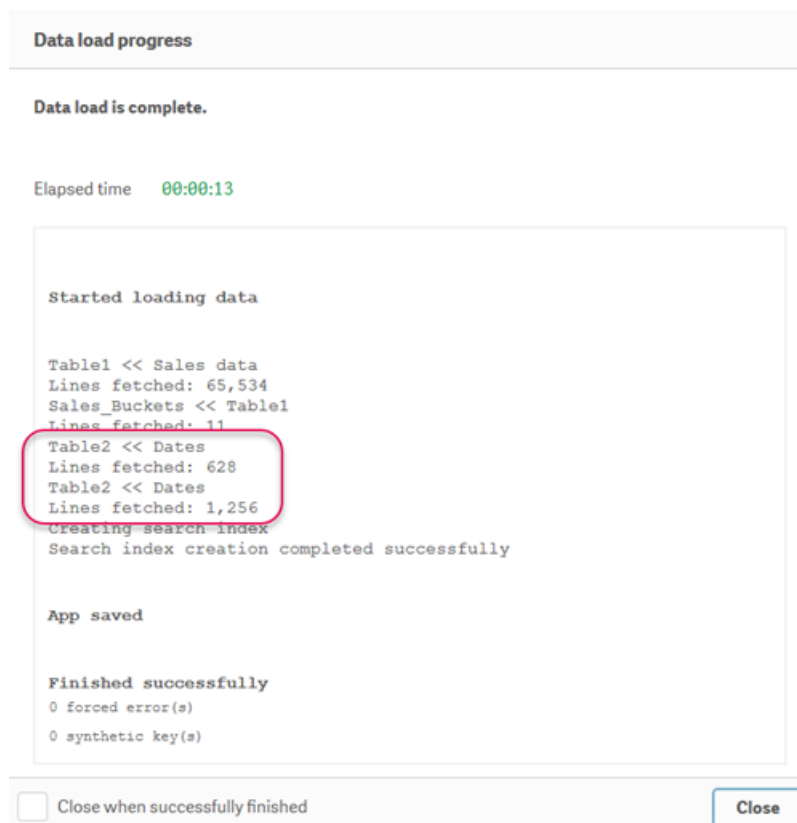 Data load progress
Data load is complete.
Elapsed time 00:00:13
Started loading data
Table1 << Sales data
Lines fetched: 65,534
Sales_Buckets << Table1
Lines fetched: 11
Table2 << Dates
Lines fetched: 628
Table2 << Dates
Lines fetched: 1,256
Creating search index
Search index creation completed successfully
App saved
Finished successfully
0 forced error(s)
0 synthetic key(s)
Close when successfully finished
Close